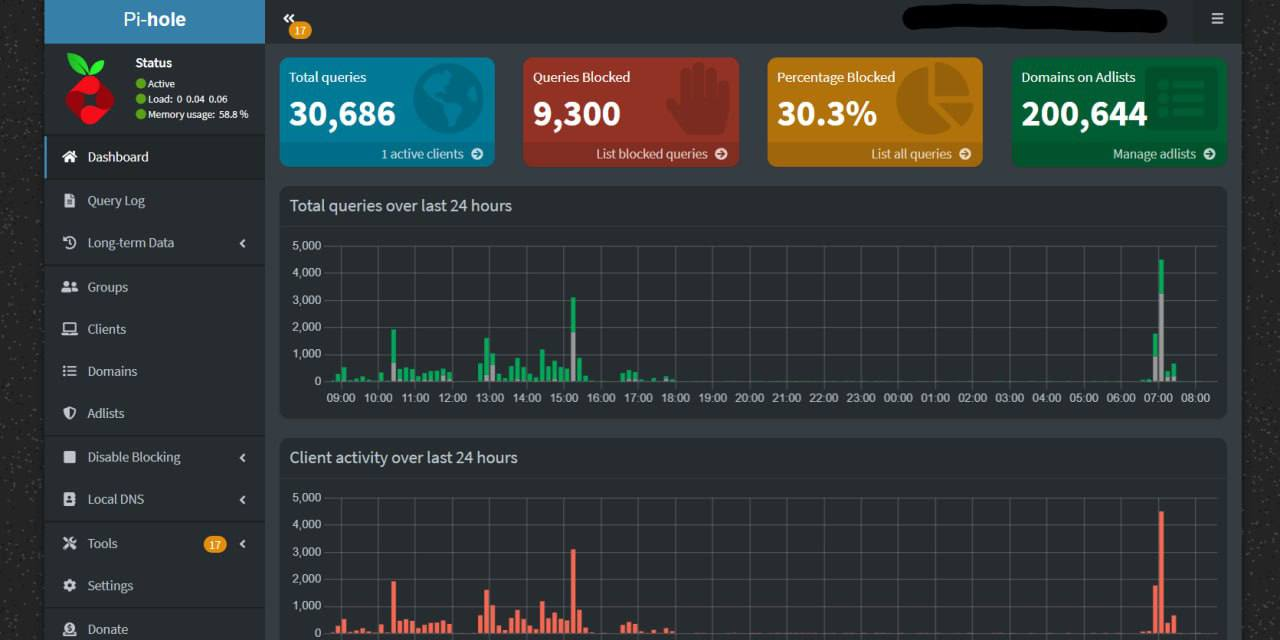 Pi-hole
17
Status
Active
Load: 0 0.04 0.06
Memory usage: 58.8 %
Dashboard
Query Log
Long-term Data
Groups
Clients
Domains
Adlists
Disable Blocking
Local DNS
Tools 17
Settings
Donate
Total queries
30,686
1 active clients
Queries Blocked
9,300
List blocked queries
Percentage Blocked
30.3%
List all queries
Domains on Adlists
200,644
Manage adlists
Total queries over last 24 hours
5,000
4,000
3,000
2,000
1,000
0
09:00 10:00 11:00 12:00 13:00 14:00 15:00 16:00 17:00 18:00 19:00 20:00 21:00 22:00 23:00 00:00 01:00 02:00 03:00 04:00 05:00 06:00 07:00 08:00
Client activity over last 24 hours
5,000
4,000
3,000
2,000
1,000
0